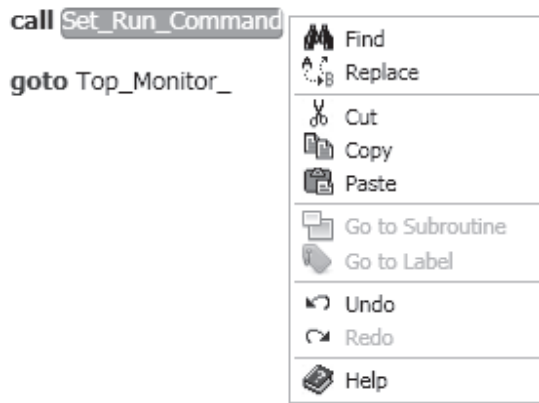 call Set_Run_Command
goto Top_Monitor_
Find
Replace
Cut
Copy
Paste
Go to Subroutine
Go to Label
Undo
Redo
Help